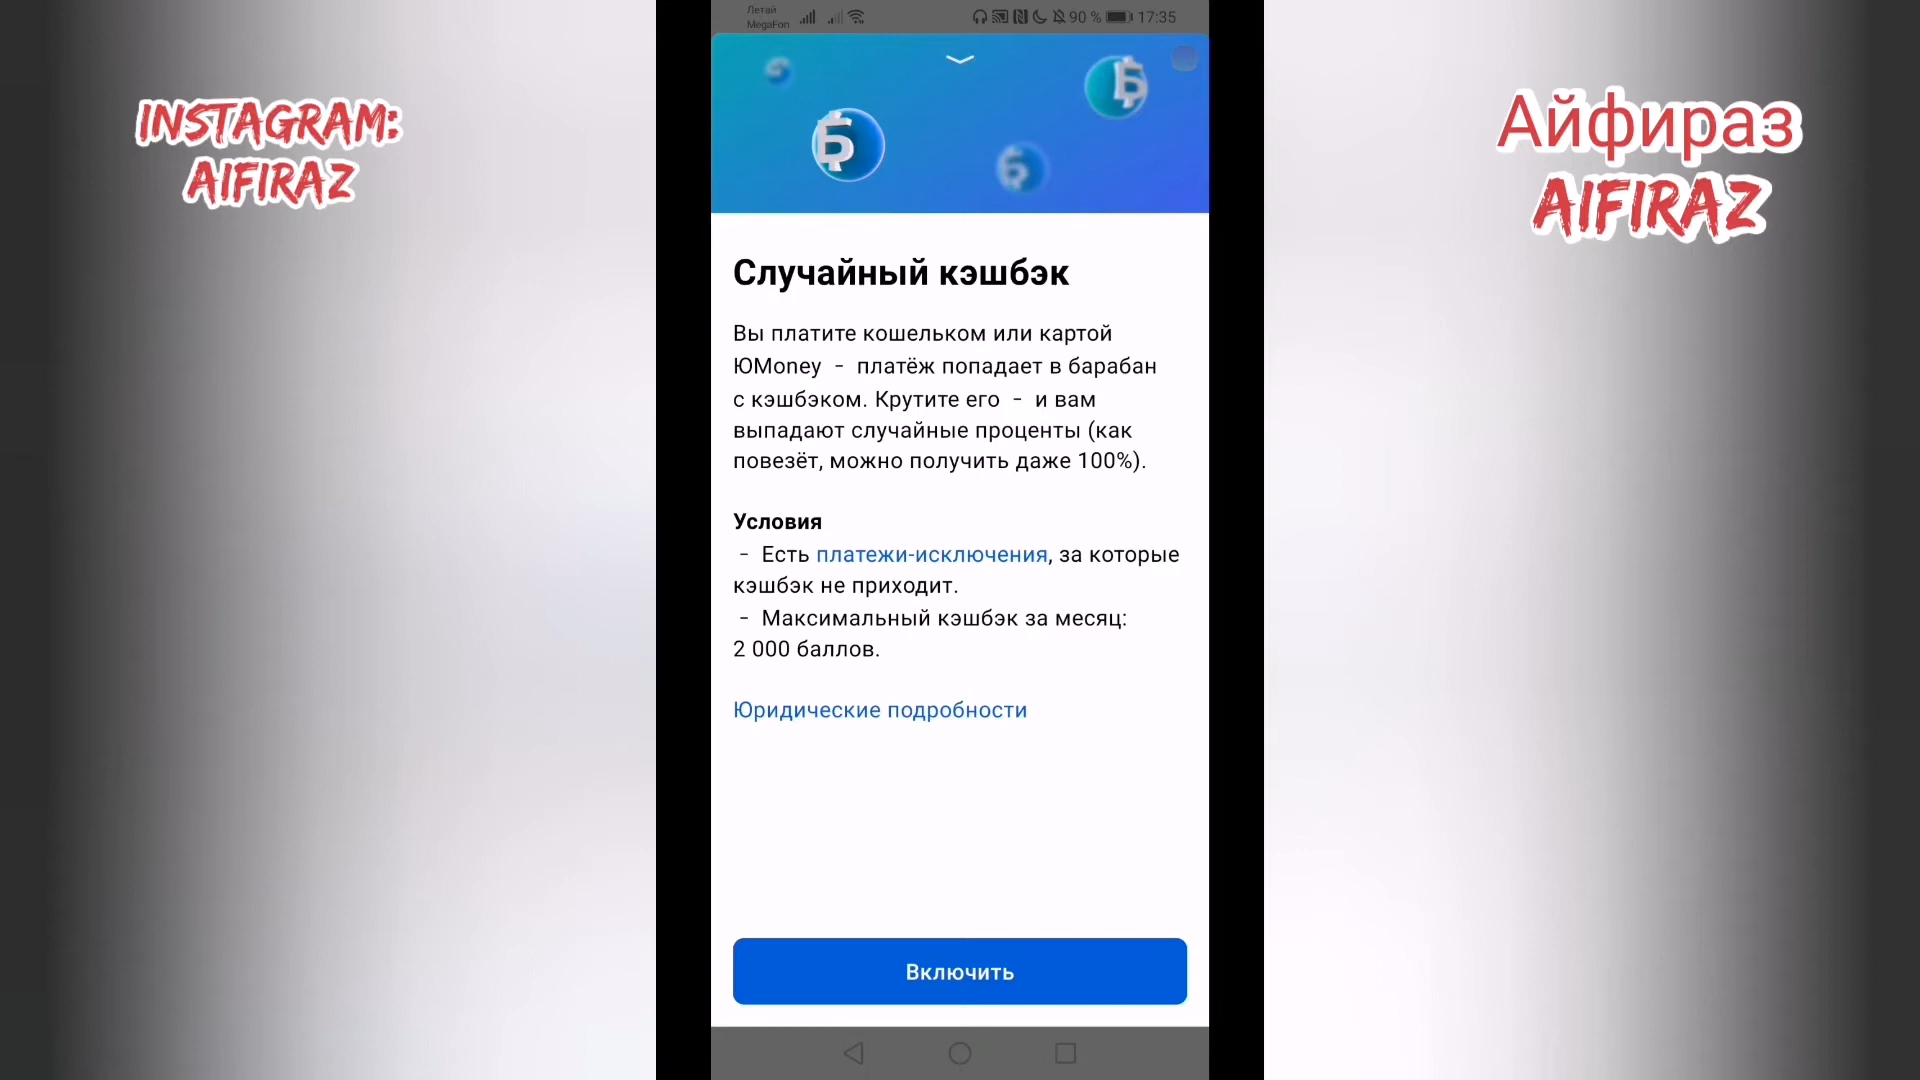 Летай
MegaFon
90 %
17:35
INSTAGRAM:
AIFIRAZ
Айфираз
AIFIRAZ
Случайный кэшбэк
Вы платите кошельком или картой
ЮMoney - платёж попадает в барабан
с кэшбэком. Крутите его - и вам
выпадают случайные проценты (как
повезёт, можно получить даже 100%).
Условия
- Есть платежи-исключения, за которые
кэшбэк не приходит.
- Максимальный кэшбэк за месяц:
2 000 баллов.
Юридические подробности
Включить